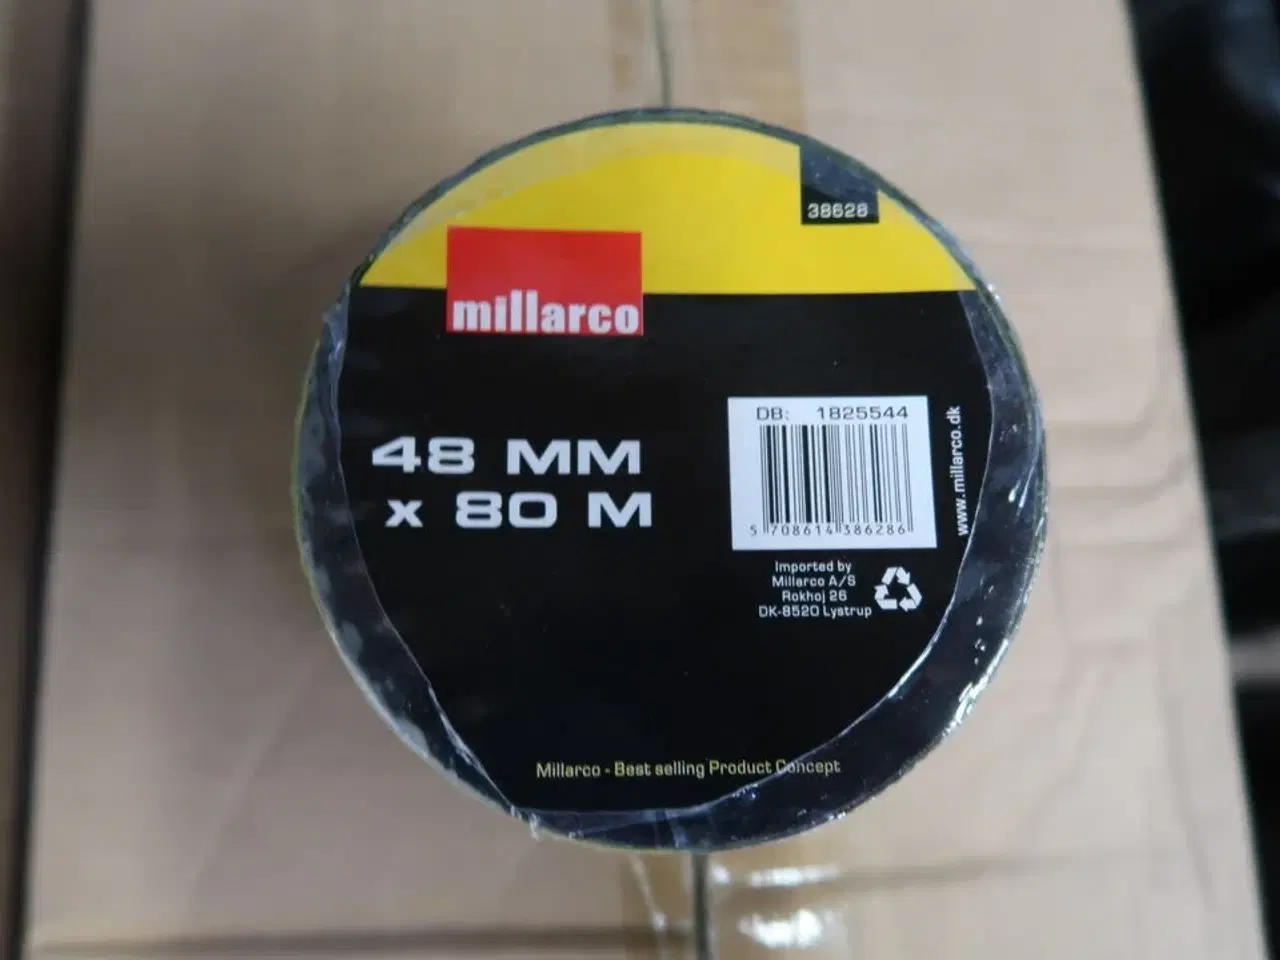 38628
millarco
48 MM
x 80 M
DB: 1825544
5 708614 386286
www.millarco.dk
Imported by
Millarco A/S
Rokhoj 26
DK-8520 Lystrup
Millarco - Best selling Product Concept